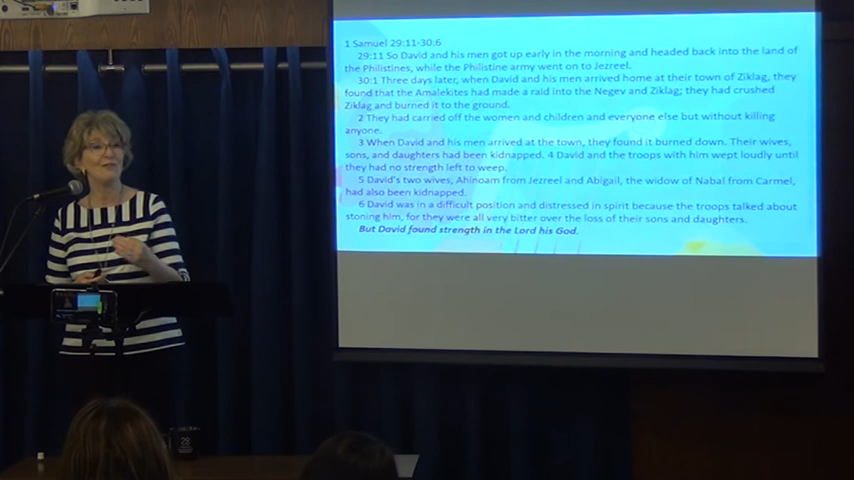 1 Samuel 29:11-30:6
29:11 So David and his men got up early in the morning and headed back into the land of
the Philistines, while the Philistine army went on to Jezreel.
30:1 Three days later, when David and his men arrived home at their town of Ziklag, they
found that the Amalekites had made a raid into the Negev and Ziklag; they had crushed
Ziklag and burned it to the ground.
2 They had carried off the women and children and everyone else but without killing
anyone.
3 When David and his men arrived at the town, they found it burned down. Their wives,
sons, and daughters had been kidnapped. 4 David and the troops with him wept loudly until
they had no strength left to weep.
5 David's two wives, Ahinoam from Jezreel and Abigail, the widow of Nabal from Carmel,
had also been kidnapped.
6 David was in a difficult position and distressed in spirit because the troops talked about
stoning him, for they were all very bitter over the loss of their sons and daughters.
But David found strength in the Lord his God.